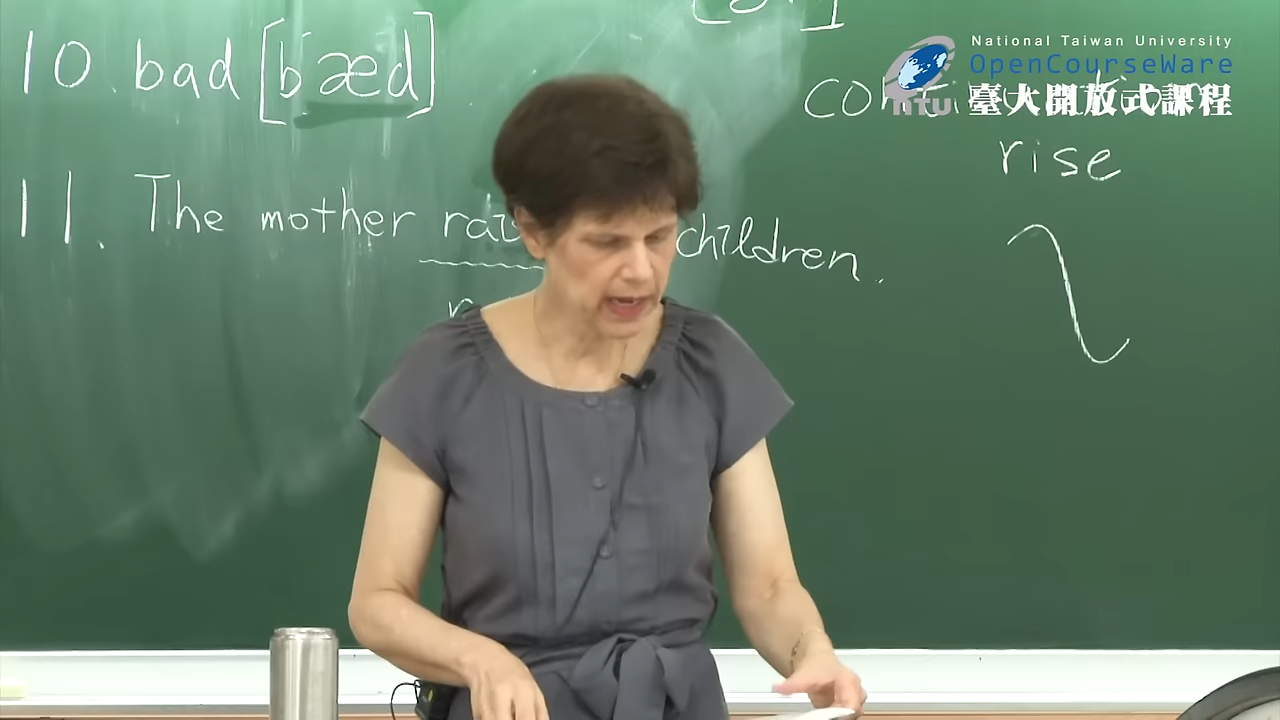 10. bad [bæd]
11. The mother children.
rise
National Taiwan University
OpenCourseWare
臺大開放式課程
ntu